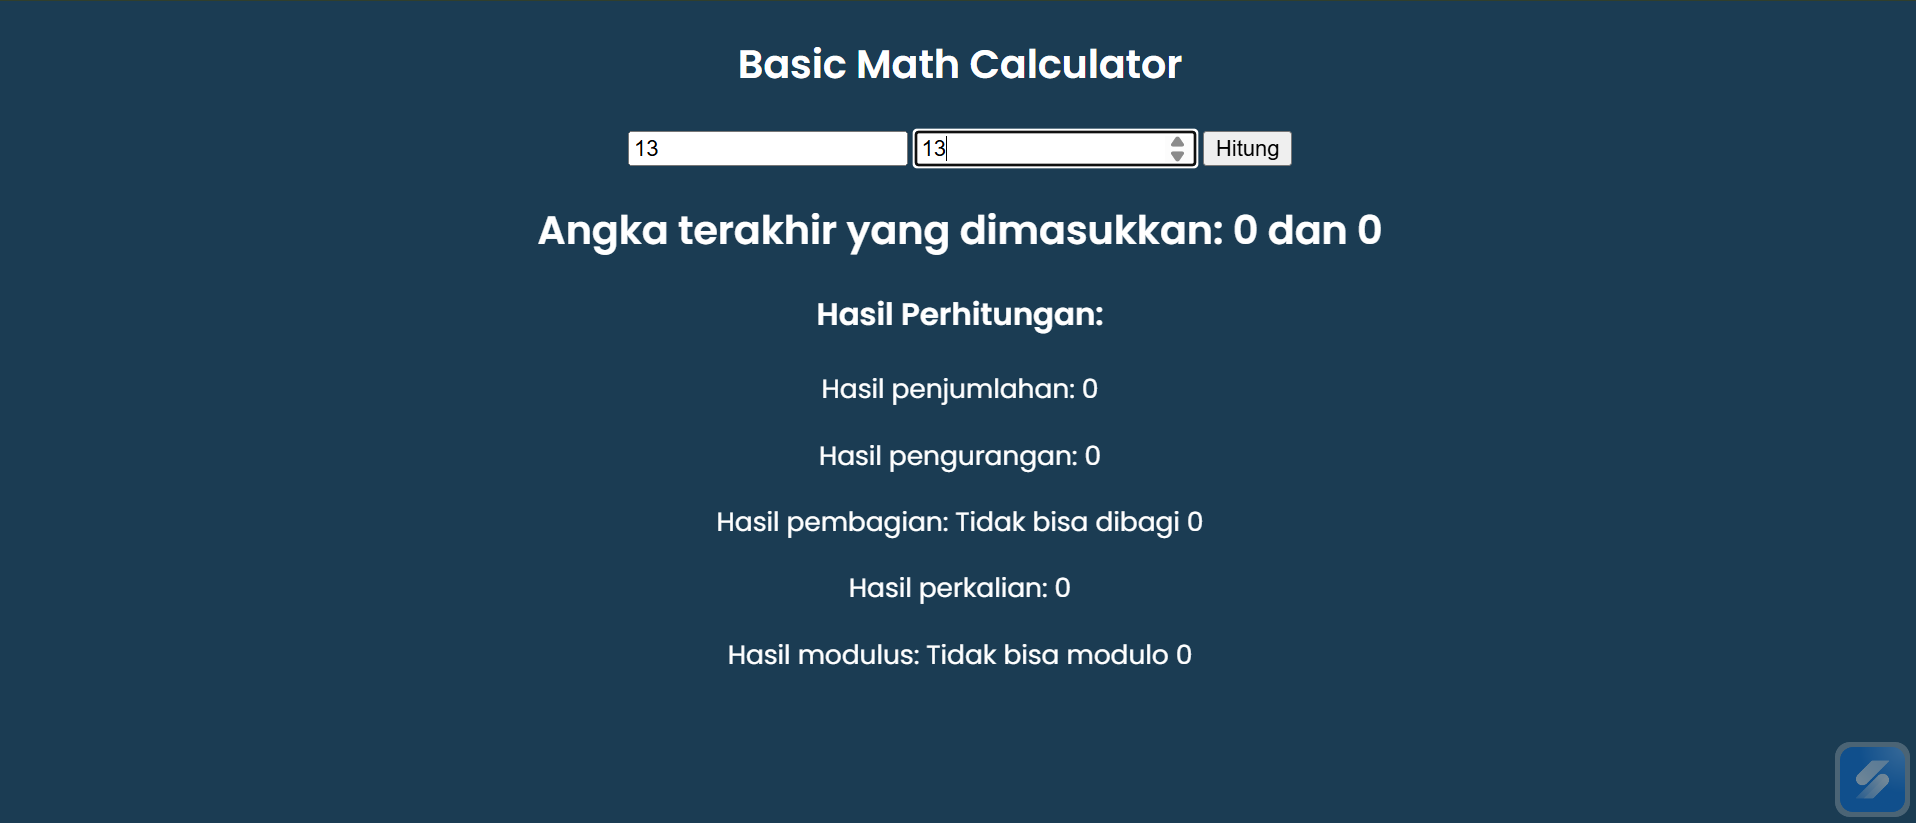 Basic Math Calculator
13 13 Hitung
Angka terakhir yang dimasukkan: 0 dan 0
Hasil Perhitungan:
Hasil penjumlahan: 0
Hasil pengurangan: 0
Hasil pembagian: Tidak bisa dibagi 0
Hasil perkalian: 0
Hasil modulus: Tidak bisa modulo 0